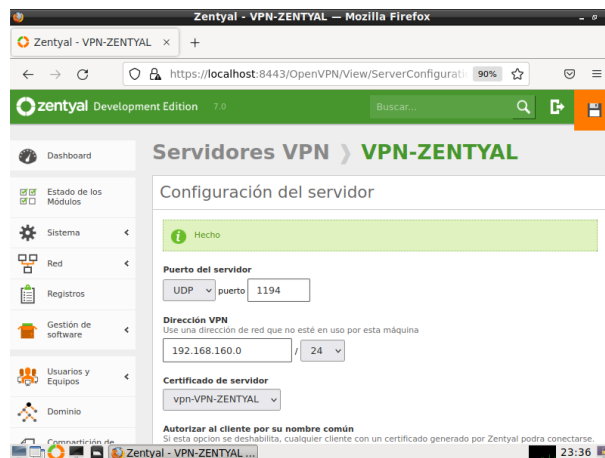 Zentyal - VPN-ZENTYAL — Mozilla Firefox
Zentyal - VPN-ZENTYAL × +
https://localhost:8443/OpenVPN/View/ServerConfigurati 90%
zentyal Development Edition 7.0 Buscar...
Dashboard
Estado de los
Módulos
Sistema
Red
Registros
Gestión de
software
Usuarios y
Equipos
Dominio
Compartición de
Servidores VPN VPN-ZENTYAL
Configuración del servidor
Hecho
Puerto del servidor
UDP puerto 1194
Dirección VPN
Use una dirección de red que no esté en uso por esta máquina
192.168.160.0 / 24
Certificado de servidor
vpn-VPN-ZENTYAL
Autorizar al cliente por su nombre común
Si esta opcion se deshabilita, cualquier cliente con un certificado generado por Zentyal podra conectarse.
Zentyal - VPN-ZENTYAL ... 23:36